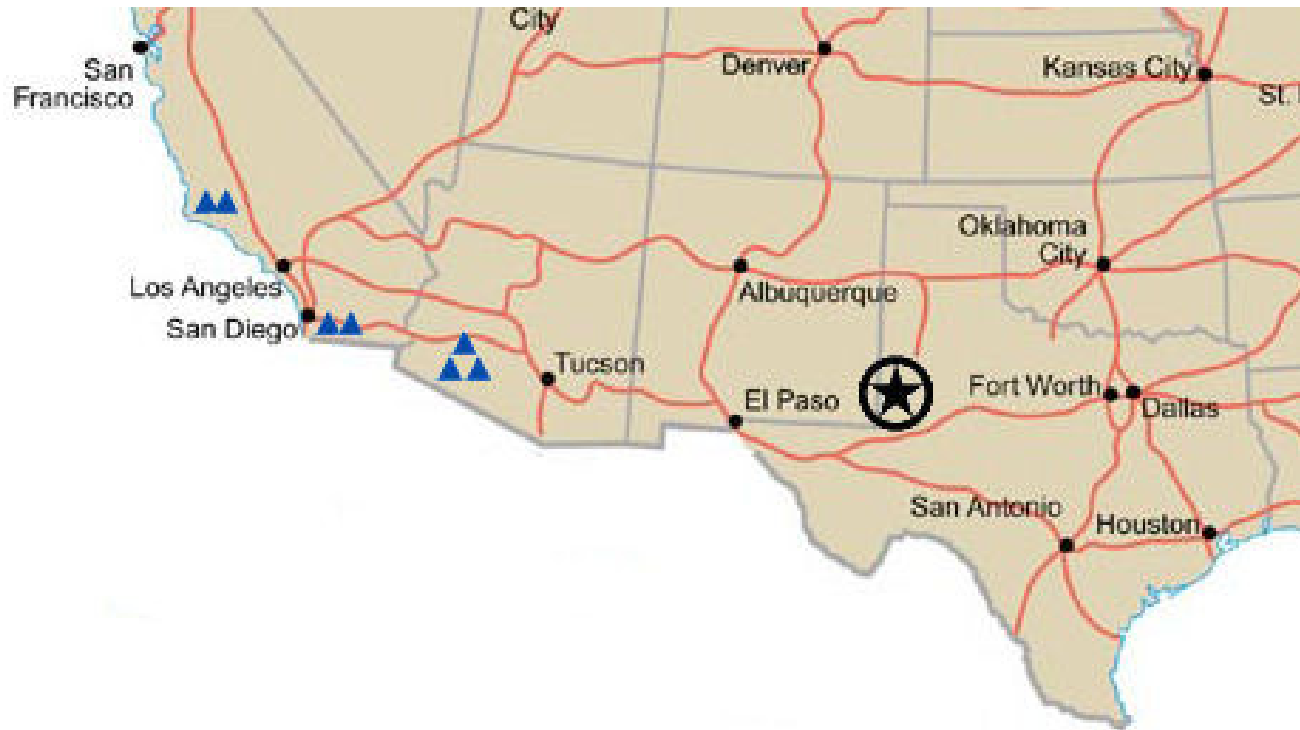 City
San
Francisco
Denver
Kansas City
St.
Oklahoma
City
Los Angeles
Albuquerque
San Diego
Tucson
Fort Worth
El Paso
Dallas
San Antonio
Houston